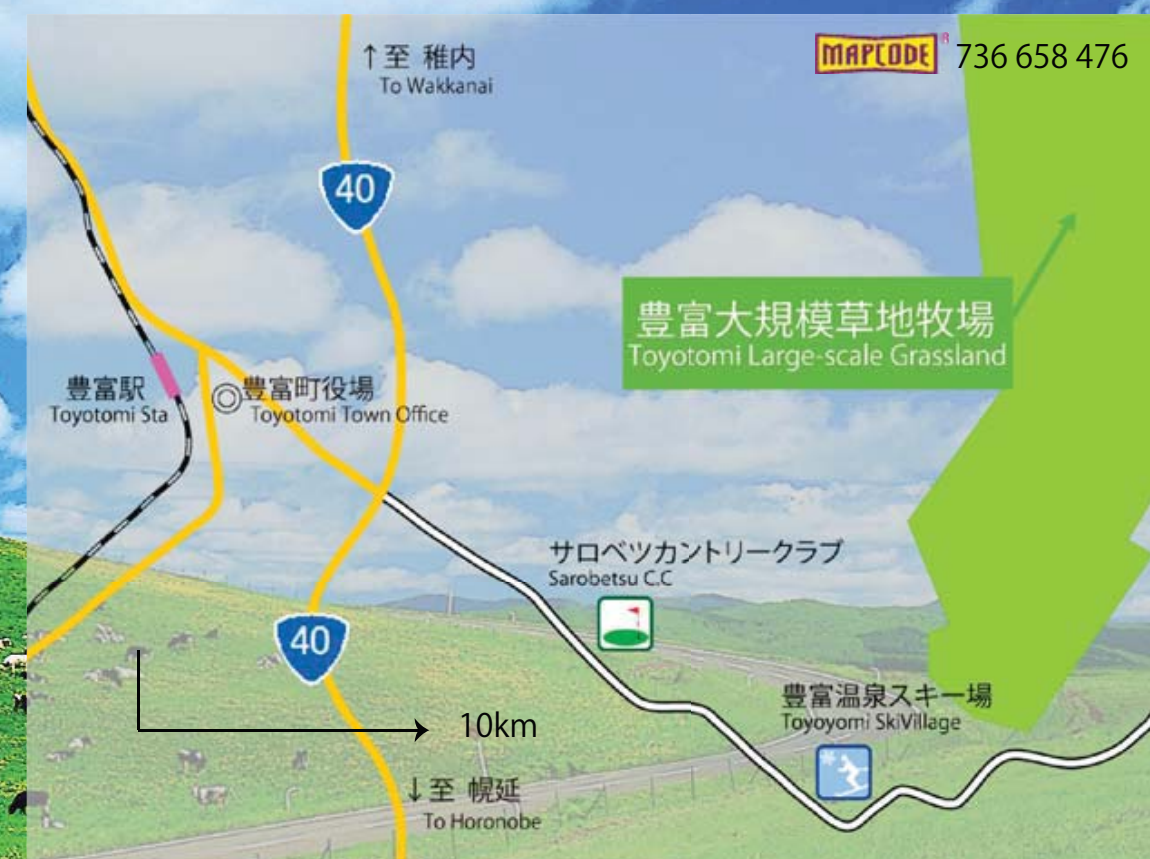 ↑至 稚内
To Wakkanai
MAPCODE® 736 658 476
40
豊富大規模草地牧場
Toyotomi Large-scale Grassland
豊富駅
Toyotomi Sta
◎豊富町役場
Toyotomi Town Office
サロベツカントリークラブ
Sarobetsu C.C
40
豊富温泉スキー場
Toyoyomi SkiVillage
10km
↓至 幌延
To Horonobe